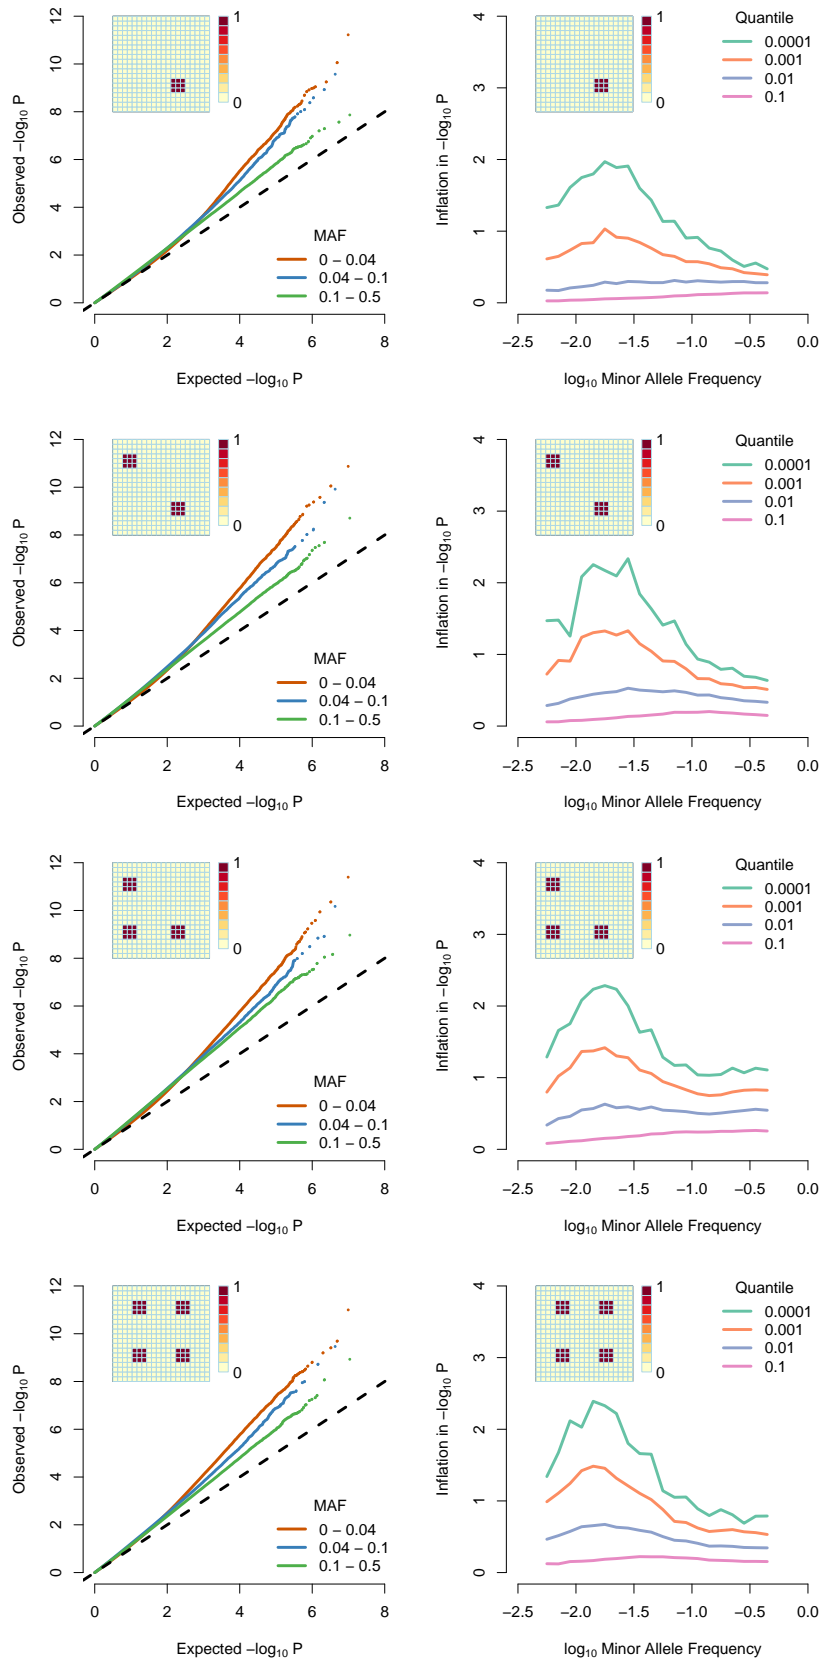 12
10
8
6
4
2
0
Observed −log10 P
1
0
MAF
0 − 0.04
0.04 − 0.1
0.1 − 0.5
0 2 4 6 8
Expected −log10 P
4
3
2
1
0
Inflation in −log10 P
1
0
Quantile
0.0001
0.001
0.01
0.1
−2.5 −2.0 −1.5 −1.0 −0.5 0.0
log10 Minor Allele Frequency
12
10
8
6
4
2
0
Observed −log10 P
1
0
MAF
0 − 0.04
0.04 − 0.1
0.1 − 0.5
0 2 4 6 8
Expected −log10 P
4
3
2
1
0
Inflation in −log10 P
1
0
Quantile
0.0001
0.001
0.01
0.1
−2.5 −2.0 −1.5 −1.0 −0.5 0.0
log10 Minor Allele Frequency
12
10
8
6
4
2
0
Observed −log10 P
1
0
MAF
0 − 0.04
0.04 − 0.1
0.1 − 0.5
0 2 4 6 8
Expected −log10 P
4
3
2
1
0
Inflation in −log10 P
1
0
Quantile
0.0001
0.001
0.01
0.1
−2.5 −2.0 −1.5 −1.0 −0.5 0.0
log10 Minor Allele Frequency
12
10
8
6
4
2
0
Observed −log10 P
1
0
MAF
0 − 0.04
0.04 − 0.1
0.1 − 0.5
0 2 4 6 8
Expected −log10 P
4
3
2
1
0
Inflation in −log10 P
1
0
Quantile
0.0001
0.001
0.01
0.1
−2.5 −2.0 −1.5 −1.0 −0.5 0.0
log10 Minor Allele Frequency